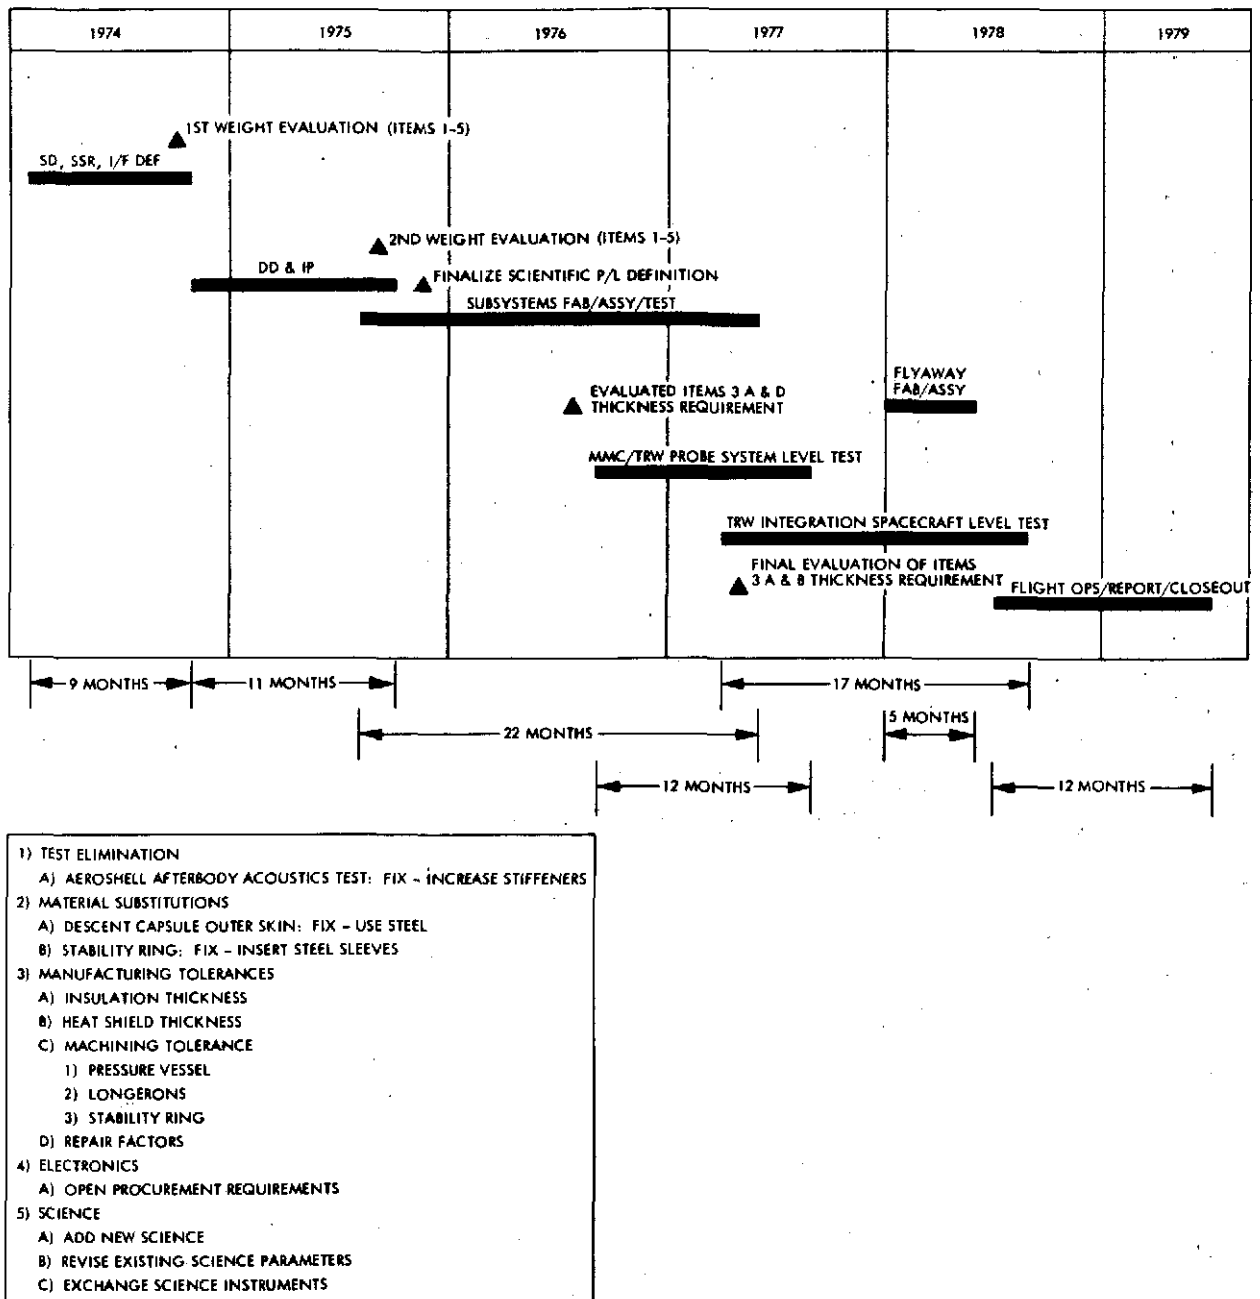 1974 1975 1976 1977 1978 1979
1ST WEIGHT EVALUATION (ITEMS 1-5)
SD, SSR, I/F DEF
2ND WEIGHT EVALUATION (ITEMS 1-5)
DD & IP
FINALIZE SCIENTIFIC P/L DEFINITION
SUBSYSTEMS FAB/ASSY/TEST
FLYAWAY
FAB/ASSY
EVALUATED ITEMS 3 A & D
THICKNESS REQUIREMENT
MMC/TRW PROBE SYSTEM LEVEL TEST
TRW INTEGRATION SPACECRAFT LEVEL TEST
FINAL EVALUATION OF ITEMS
3 A & B THICKNESS REQUIREMENT
FLIGHT OPS/REPORT/CLOSEOUT
9 MONTHS 11 MONTHS 17 MONTHS
5 MONTHS
22 MONTHS
12 MONTHS 12 MONTHS
1) TEST ELIMINATION
A) AEROSHELL AFTERBODY ACOUSTICS TEST: FIX - INCREASE STIFFENERS
2) MATERIAL SUBSTITUTIONS
A) DESCENT CAPSULE OUTER SKIN: FIX - USE STEEL
B) STABILITY RING: FIX - INSERT STEEL SLEEVES
3) MANUFACTURING TOLERANCES
A) INSULATION THICKNESS
B) HEAT SHIELD THICKNESS
C) MACHINING TOLERANCE
1) PRESSURE VESSEL
2) LONGERONS
3) STABILITY RING
D) REPAIR FACTORS
4) ELECTRONICS
A) OPEN PROCUREMENT REQUIREMENTS
5) SCIENCE
A) ADD NEW SCIENCE
B) REVISE EXISTING SCIENCE PARAMETERS
C) EXCHANGE SCIENCE INSTRUMENTS